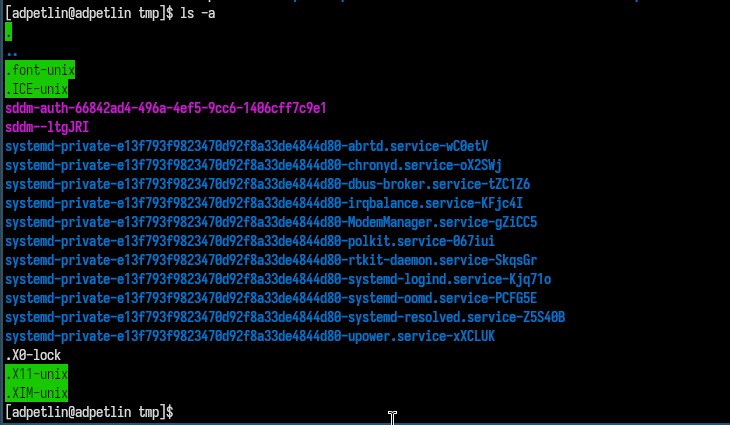 [adpetlin@adpetlin tmp]$ ls -a
.
..
.font-unix
.ICE-unix
sddm-auth-66842ad4-496a-4ef5-9cc6-1406cff7c9e1
sddm--ltgJRI
systemd-private-e13f793f9823470d92f8a33de4844d80-abrtd.service-wC0etV
systemd-private-e13f793f9823470d92f8a33de4844d80-chronyd.service-oX2SWj
systemd-private-e13f793f9823470d92f8a33de4844d80-dbus-broker.service-tZC1Z6
systemd-private-e13f793f9823470d92f8a33de4844d80-irqbalance.service-KFjc4I
systemd-private-e13f793f9823470d92f8a33de4844d80-ModemManager.service-gZiCC5
systemd-private-e13f793f9823470d92f8a33de4844d80-polkit.service-067iui
systemd-private-e13f793f9823470d92f8a33de4844d80-rtkit-daemon.service-SkqsGr
systemd-private-e13f793f9823470d92f8a33de4844d80-systemd-logind.service-Kjq71o
systemd-private-e13f793f9823470d92f8a33de4844d80-systemd-oomd.service-PCFG5E
systemd-private-e13f793f9823470d92f8a33de4844d80-systemd-resolved.service-Z5S40B
systemd-private-e13f793f9823470d92f8a33de4844d80-upower.service-xXCLUK
.X0-lock
.X11-unix
.XIM-unix
[adpetlin@adpetlin tmp]$